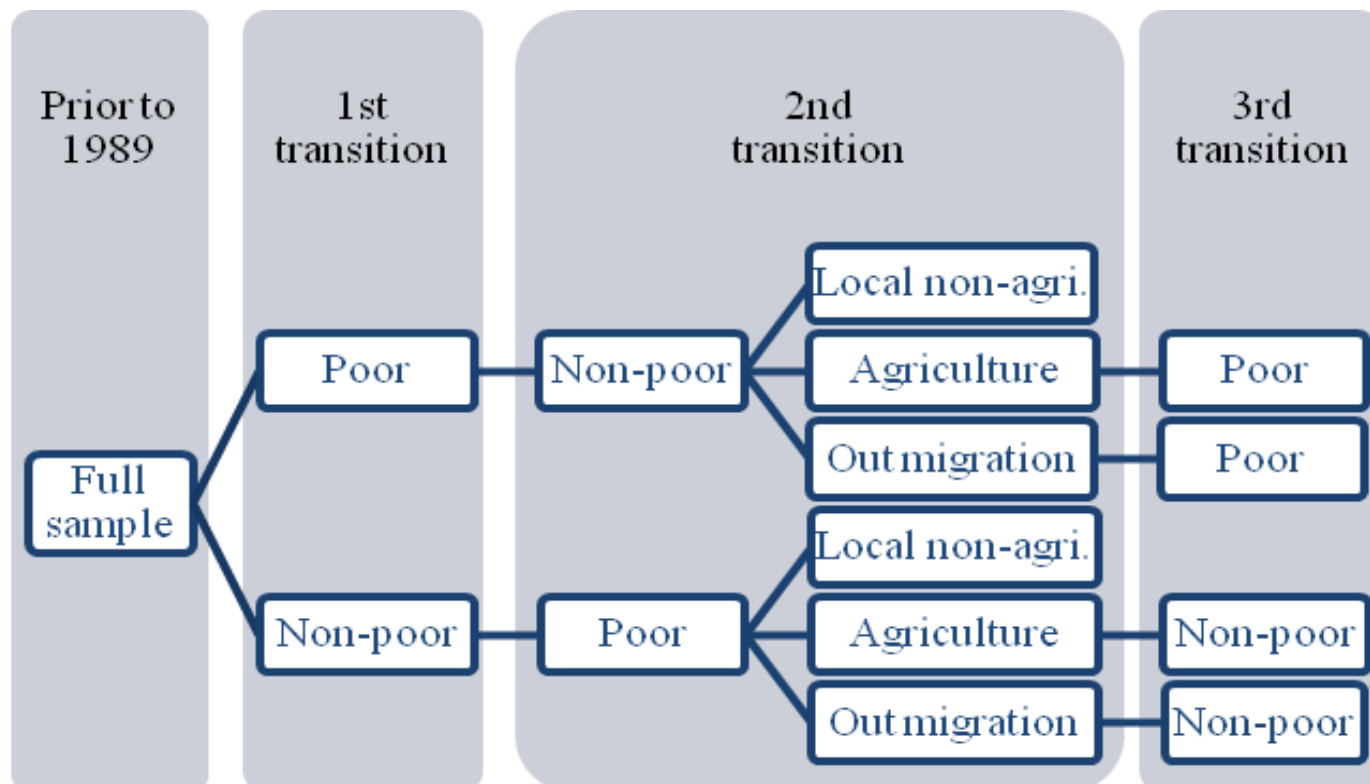 Prior to
1989
1st
transition
2nd
transition
3rd
transition
Full
sample
Poor
Non-poor
Local non-agri.
Agriculture
Poor
Out migration
Poor
Non-poor
Poor
Local non-agri.
Agriculture
Non-poor
Out migration
Non-poor